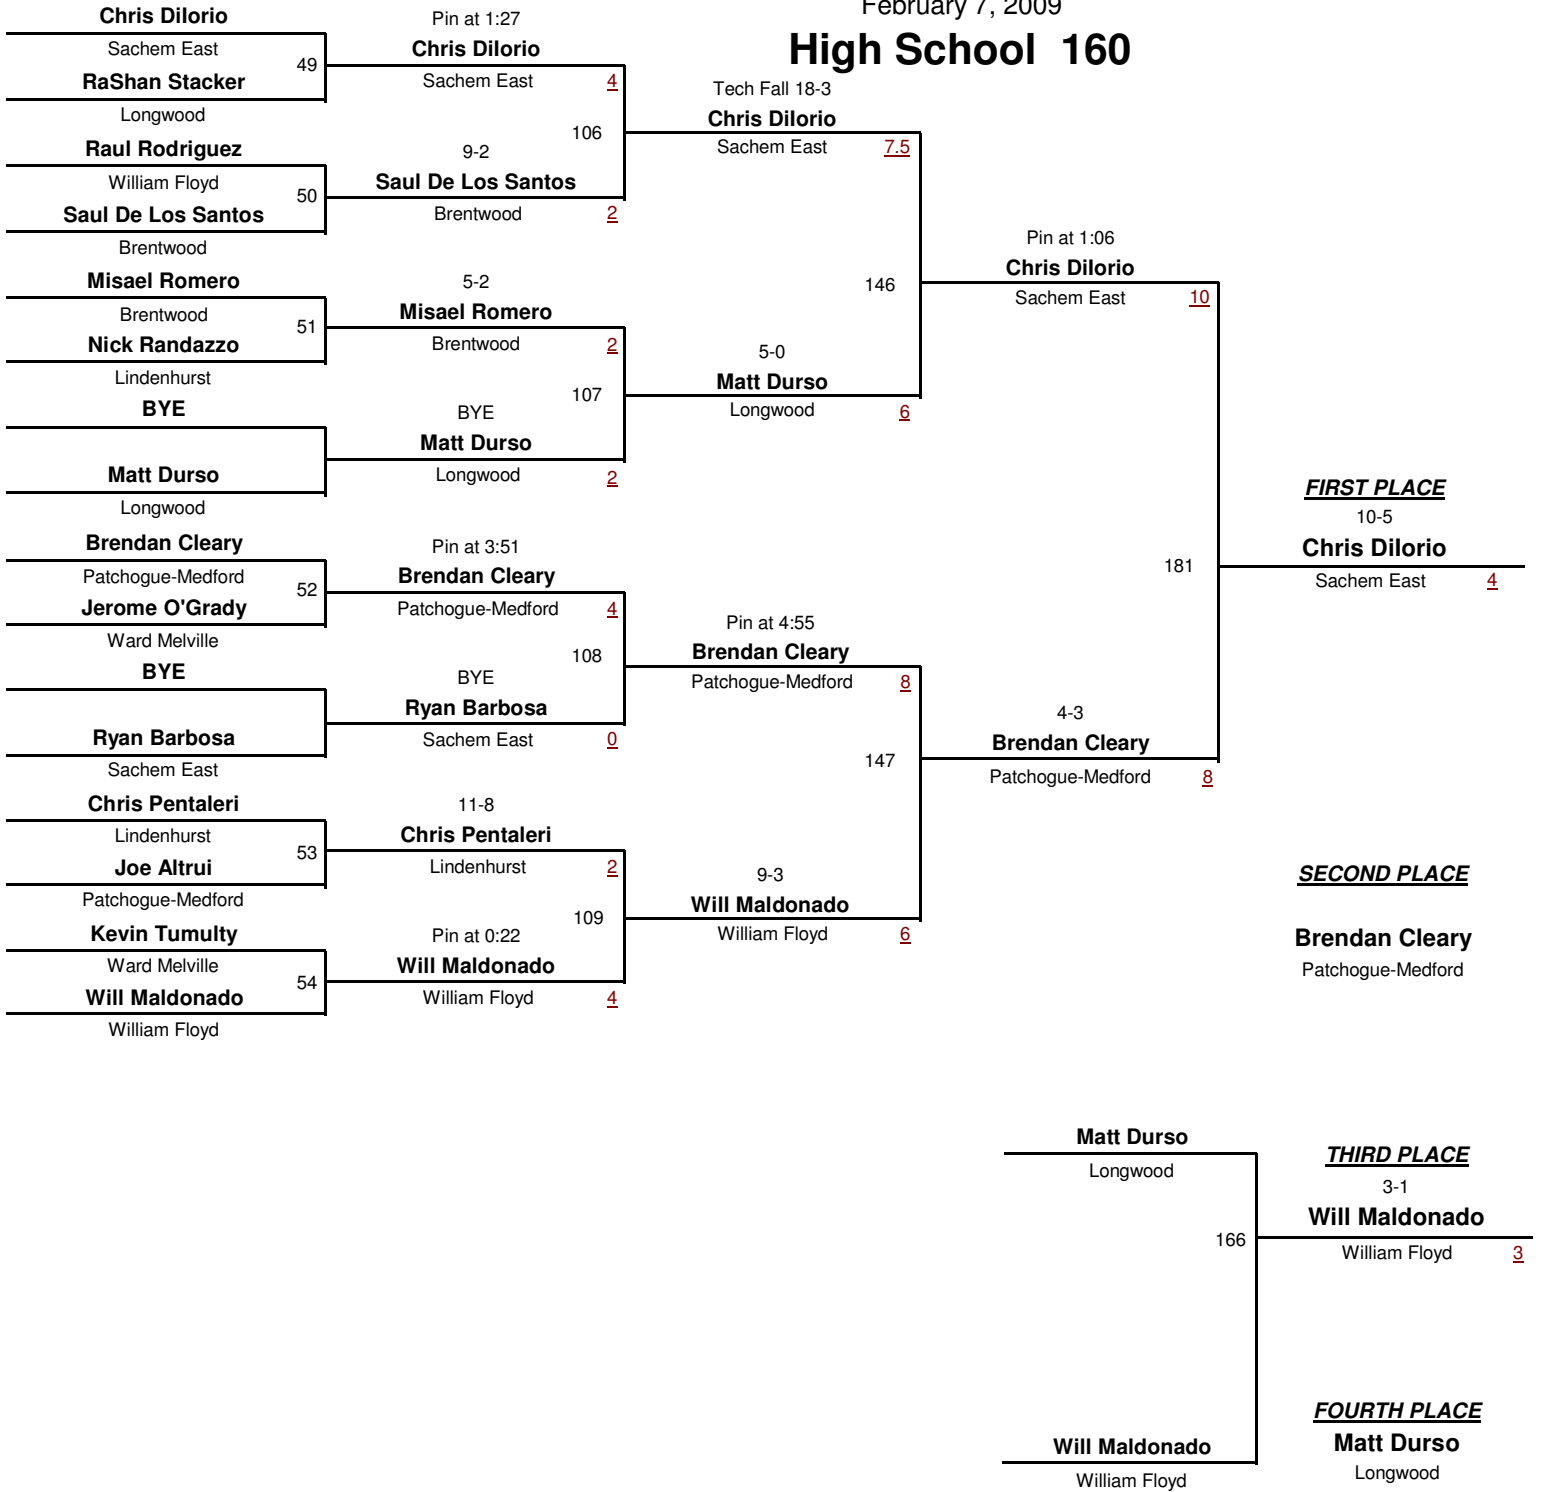 February 7, 2009
High School 160
Chris DiIorio
Sachem East
49
RaShan Stacker
Longwood
Raul Rodriguez
William Floyd
50
Saul De Los Santos
Brentwood
Misael Romero
Brentwood
51
Nick Randazzo
Lindenhurst
BYE
Matt Durso
Longwood
Brendan Cleary
Patchogue-Medford
52
Jerome O'Grady
Ward Melville
BYE
Ryan Barbosa
Sachem East
Chris Pentaleri
Lindenhurst
53
Joe Altrui
Patchogue-Medford
Kevin Tumulty
Ward Melville
54
Will Maldonado
William Floyd
Pin at 1:27
Chris DiIorio
Sachem East 4
106
9-2
Saul De Los Santos
Brentwood 2
5-2
Misael Romero
Brentwood 2
107
BYE
Matt Durso
Longwood 2
Pin at 3:51
Brendan Cleary
Patchogue-Medford 4
108
BYE
Ryan Barbosa
Sachem East 0
11-8
Chris Pentaleri
Lindenhurst 2
109
Pin at 0:22
Will Maldonado
William Floyd 4
Tech Fall 18-3
Chris DiIorio
Sachem East 7.5
146
5-0
Matt Durso
Longwood 6
Pin at 4:55
Brendan Cleary
Patchogue-Medford 8
147
9-3
Will Maldonado
William Floyd 6
Pin at 1:06
Chris DiIorio
Sachem East 10
181
4-3
Brendan Cleary
Patchogue-Medford 8
FIRST PLACE
10-5
Chris DiIorio
Sachem East 4
SECOND PLACE
Brendan Cleary
Patchogue-Medford
Matt Durso
Longwood
166
Will Maldonado
William Floyd
THIRD PLACE
3-1
Will Maldonado
William Floyd 3
FOURTH PLACE
Matt Durso
Longwood